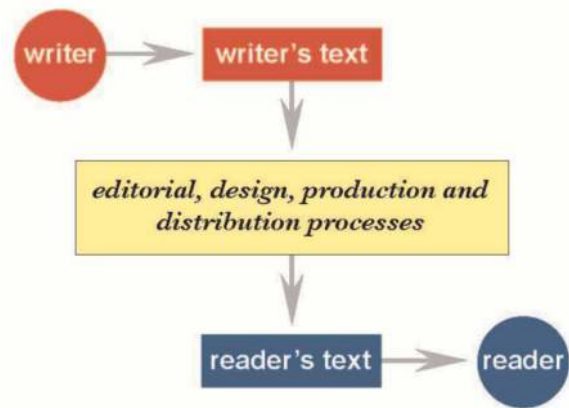 writer
writer’s text
editorial, design, production and
distribution processes
reader’s text
reader